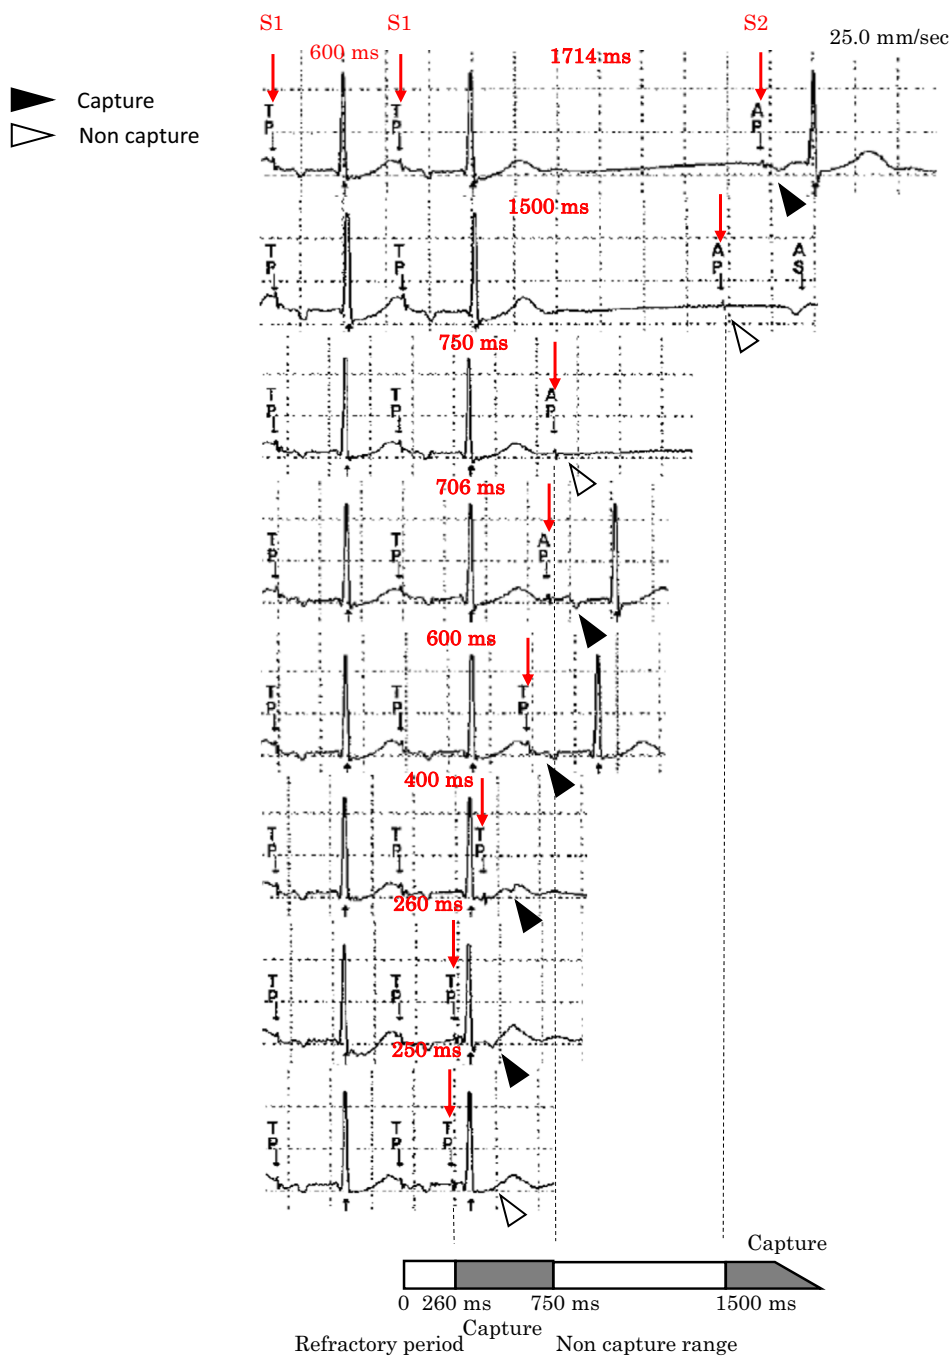 S1 S1 S2
600 ms 1714 ms 25.0 mm/sec
Capture
Non capture
T T A
P P P
1500 ms
T T A A
P P P S
750 ms
T T A
P P P
706 ms
T T A
P P P
600 ms
T T T
P P P
400 ms
T T T
P P P
260 ms
T T T
P P P
250 ms
T T T
P P P
Capture
0 260 ms 750 ms 1500 ms
Capture
Refractory period Non capture range